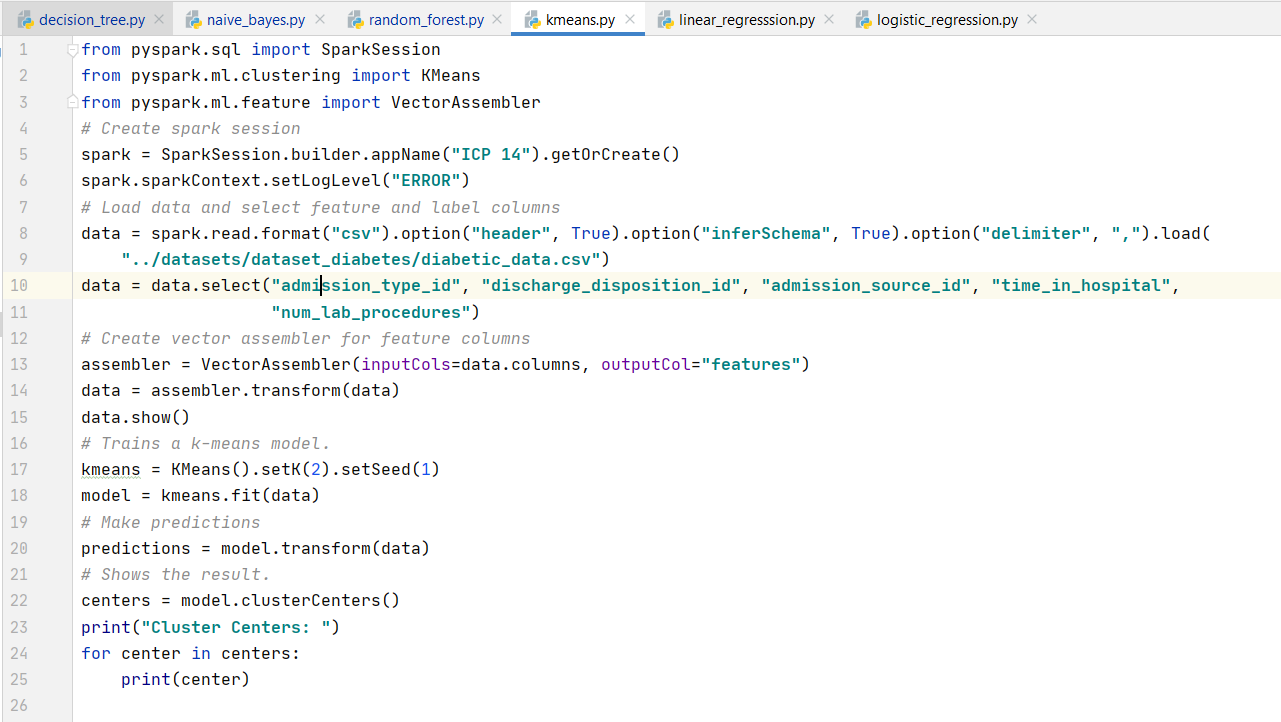 decision_tree.py naive_bayes.py random_forest.py kmeans.py linear_regresssion.py logistic_regression.py
1 from pyspark.sql import SparkSession
2 from pyspark.ml.clustering import KMeans
3 from pyspark.ml.feature import VectorAssembler
4 # Create spark session
5 spark = SparkSession.builder.appName("ICP 14").getOrCreate()
6 spark.sparkContext.setLogLevel("ERROR")
7 # Load data and select feature and label columns
8 data = spark.read.format("csv").option("header", True).option("inferSchema", True).option("delimiter", ",").load(
9     "../datasets/dataset_diabetes/diabetic_data.csv")
10 data = data.select("admission_type_id", "discharge_disposition_id", "admission_source_id", "time_in_hospital",
11                    "num_lab_procedures")
12 # Create vector assembler for feature columns
13 assembler = VectorAssembler(inputCols=data.columns, outputCol="features")
14 data = assembler.transform(data)
15 data.show()
16 # Trains a k-means model.
17 kmeans = KMeans().setK(2).setSeed(1)
18 model = kmeans.fit(data)
19 # Make predictions
20 predictions = model.transform(data)
21 # Shows the result.
22 centers = model.clusterCenters()
23 print("Cluster Centers: ")
24 for center in centers:
25     print(center)
26